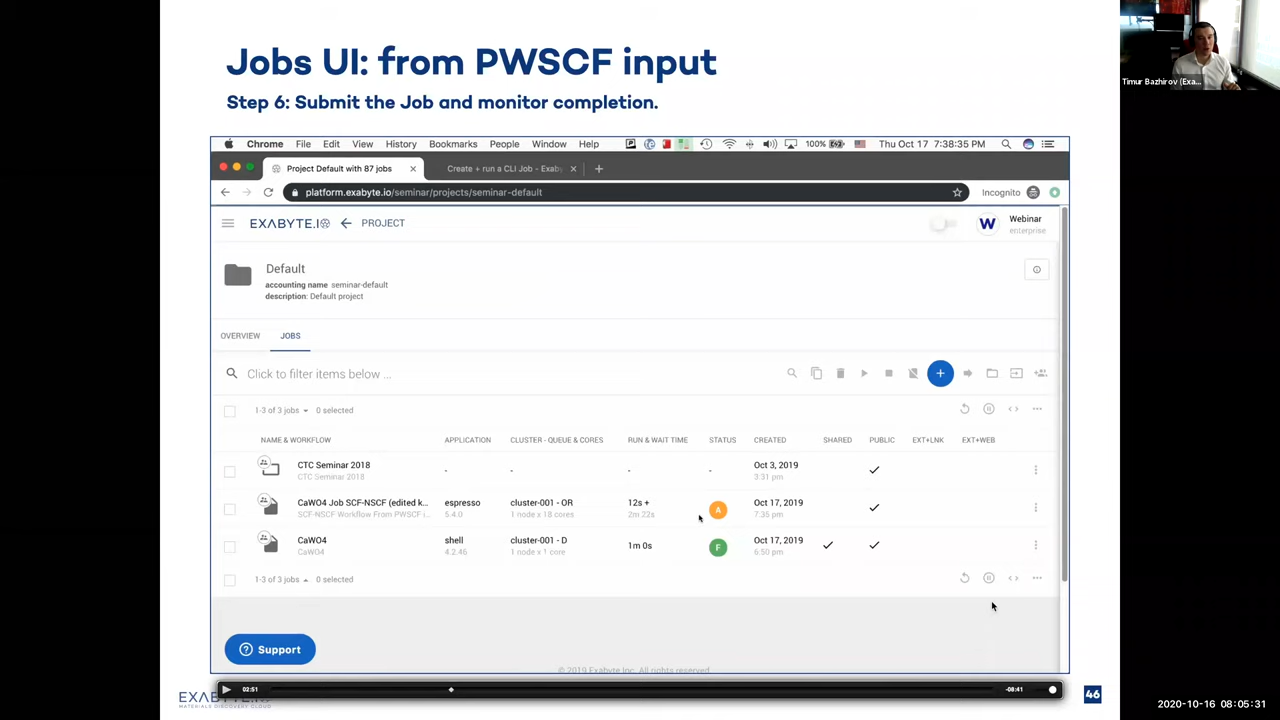 Jobs UI: from PWSCF input
Step 6: Submit the Job and monitor completion.
Timur Bazhirov (Exa...
Chrome File Edit View History Bookmarks People Window Help 100% Thu Oct 17 7:38:35 PM
Project Default with 87 jobs
Create + run a CLI Job - Exab
platform.exabyte.io/seminar/projects/seminar-default
Incognito
EXABYTE.IO
PROJECT
W
Webinar
enterprise
Default
accounting name seminar-default
description: Default project
OVERVIEW JOBS
Click to filter items below ...
1-3 of 3 jobs 0 selected
NAME & WORKFLOW APPLICATION CLUSTER - QUEUE & CORES RUN & WAIT TIME STATUS CREATED SHARED PUBLIC EXT+LNK EXT+WEB
CTC Seminar 2018 - - - - Oct 3, 2019
CTC Seminar 2018 3:31 pm
CaWO4 Job SCF-NSCF (edited k... espresso cluster-001 - OR 12s + A Oct 17, 2019
SCF-NSCF Workflow From PWSCF i... 5.4.0 1 node x 18 cores 2m 22s 7:35 pm
CaWO4 shell cluster-001 - D 1m 0s F Oct 17, 2019
CaWO4 4.2.46 1 node x 1 core 6:50 pm
1-3 of 3 jobs 0 selected
Support
© 2019 Exabyte Inc. All rights reserved
02:51 -08:41
EXA
MATERIALS DISCOVERY CLOUD
46
2020-10-16 08:05:31